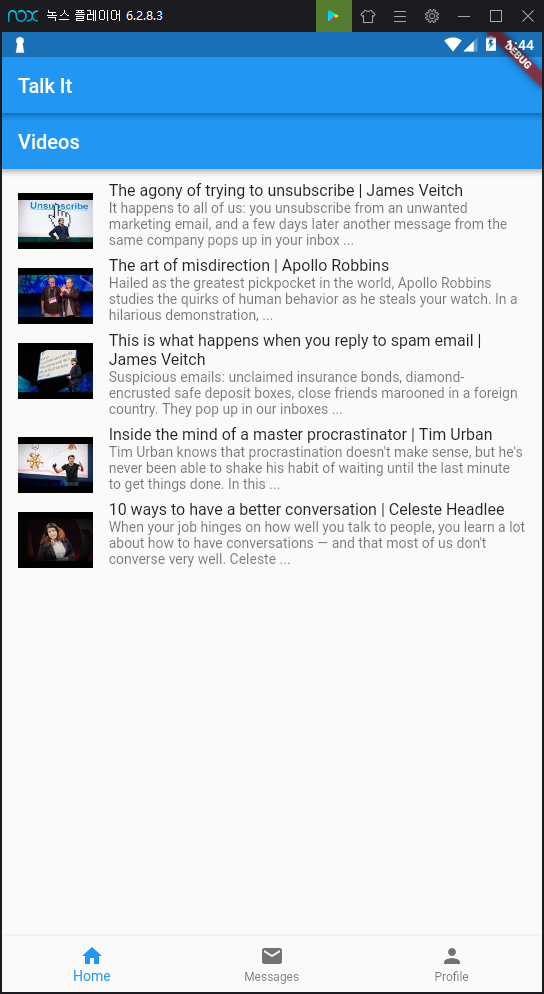 nox 녹스 플레이어 6.2.8.3
1:44
DEBUG
Talk It
Videos
Unsubscribe
The agony of trying to unsubscribe | James Veitch
It happens to all of us: you unsubscribe from an unwanted
marketing email, and a few days later another message from the
same company pops up in your inbox ...
The art of misdirection | Apollo Robbins
Hailed as the greatest pickpocket in the world, Apollo Robbins
studies the quirks of human behavior as he steals your watch. In a
hilarious demonstration, ...
This is what happens when you reply to spam email |
James Veitch
Suspicious emails: unclaimed insurance bonds, diamond-
encrusted safe deposit boxes, close friends marooned in a foreign
country. They pop up in our inboxes ...
Inside the mind of a master procrastinator | Tim Urban
Tim Urban knows that procrastination doesn't make sense, but he's
never been able to shake his habit of waiting until the last minute
to get things done. In this ...
10 ways to have a better conversation | Celeste Headlee
When your job hinges on how well you talk to people, you learn a lot
about how to have conversations — and that most of us don't
converse very well. Celeste ...
Home
Messages
Profile